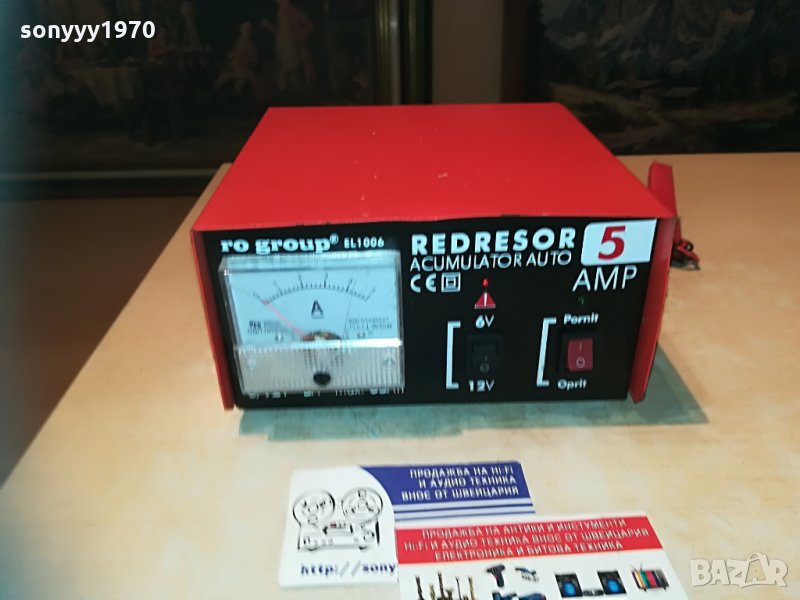 sonyyy1970
ro group® EL1006
REDRESOR
5
ACUMULATOR AUTO
AMP
CE
A
6V
12V
Pornit
I
Oprit
ПРОДАЖБА НА HI-FI
И АУДИО ТЕХНИКА
ВНОС ОТ ШВЕЙЦАРИЯ
ПРОДАЖБА НА АНТИКИ И ИНСТУМЕНТИ
Hi-Fi И АУДИО ТЕХНИКА ВНОС ОТ ШВЕЙЦАРИЯ
ЕЛЕКТРОНИКА И БИТОВА ТЕХНИКА
http://sony
BAZAR